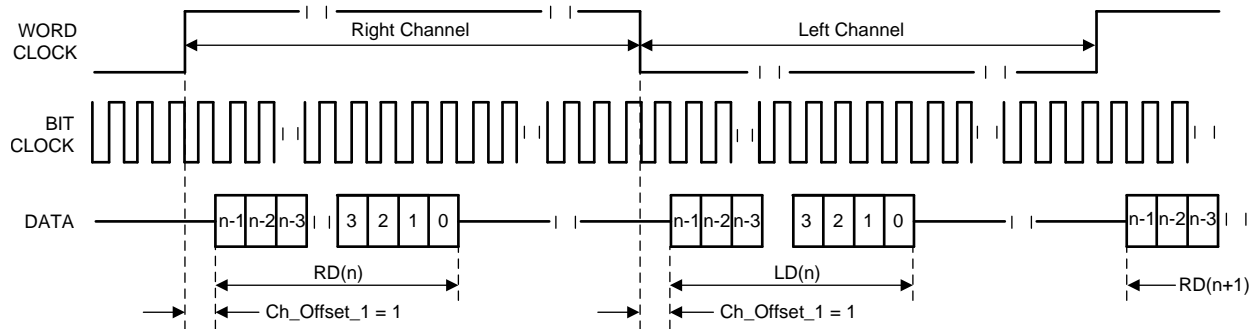 WORD
CLOCK
Right Channel
Left Channel
BIT
CLOCK
DATA
n-1 n-2 n-3 3 2 1 0 n-1 n-2 n-3 3 2 1 0 n-1 n-2 n-3
RD(n)
LD(n)
RD(n+1)
Ch_Offset_1 = 1
Ch_Offset_1 = 1